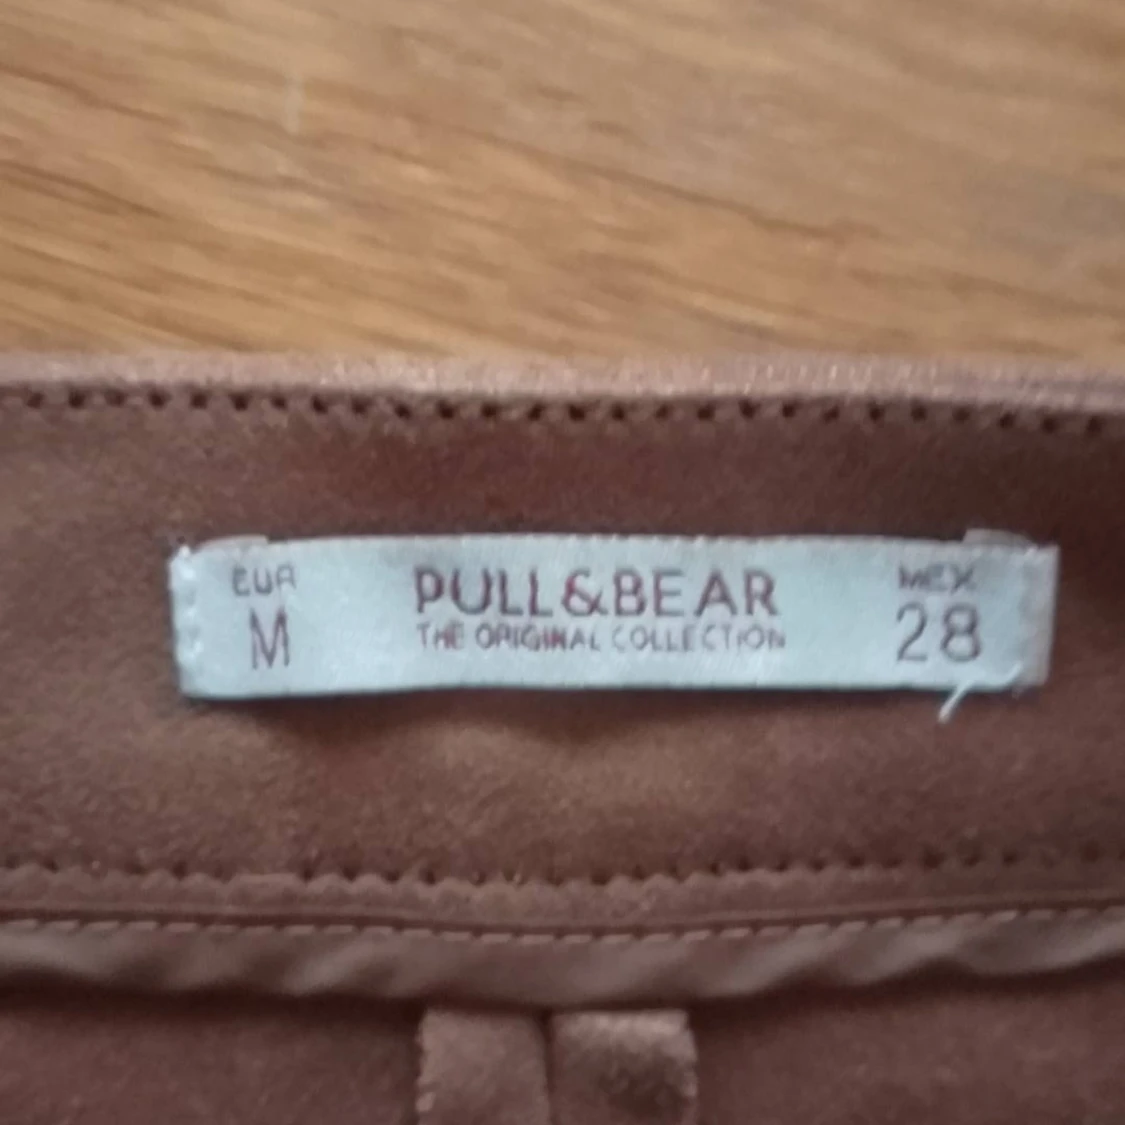 EUR
M
PULL&BEAR
THE ORIGINAL COLLECTION
MEX
28